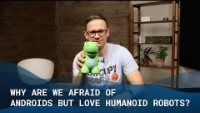 WHY ARE WE AFRAID OF
ANDROIDS BUT LOVE HUMANOID ROBOTS?